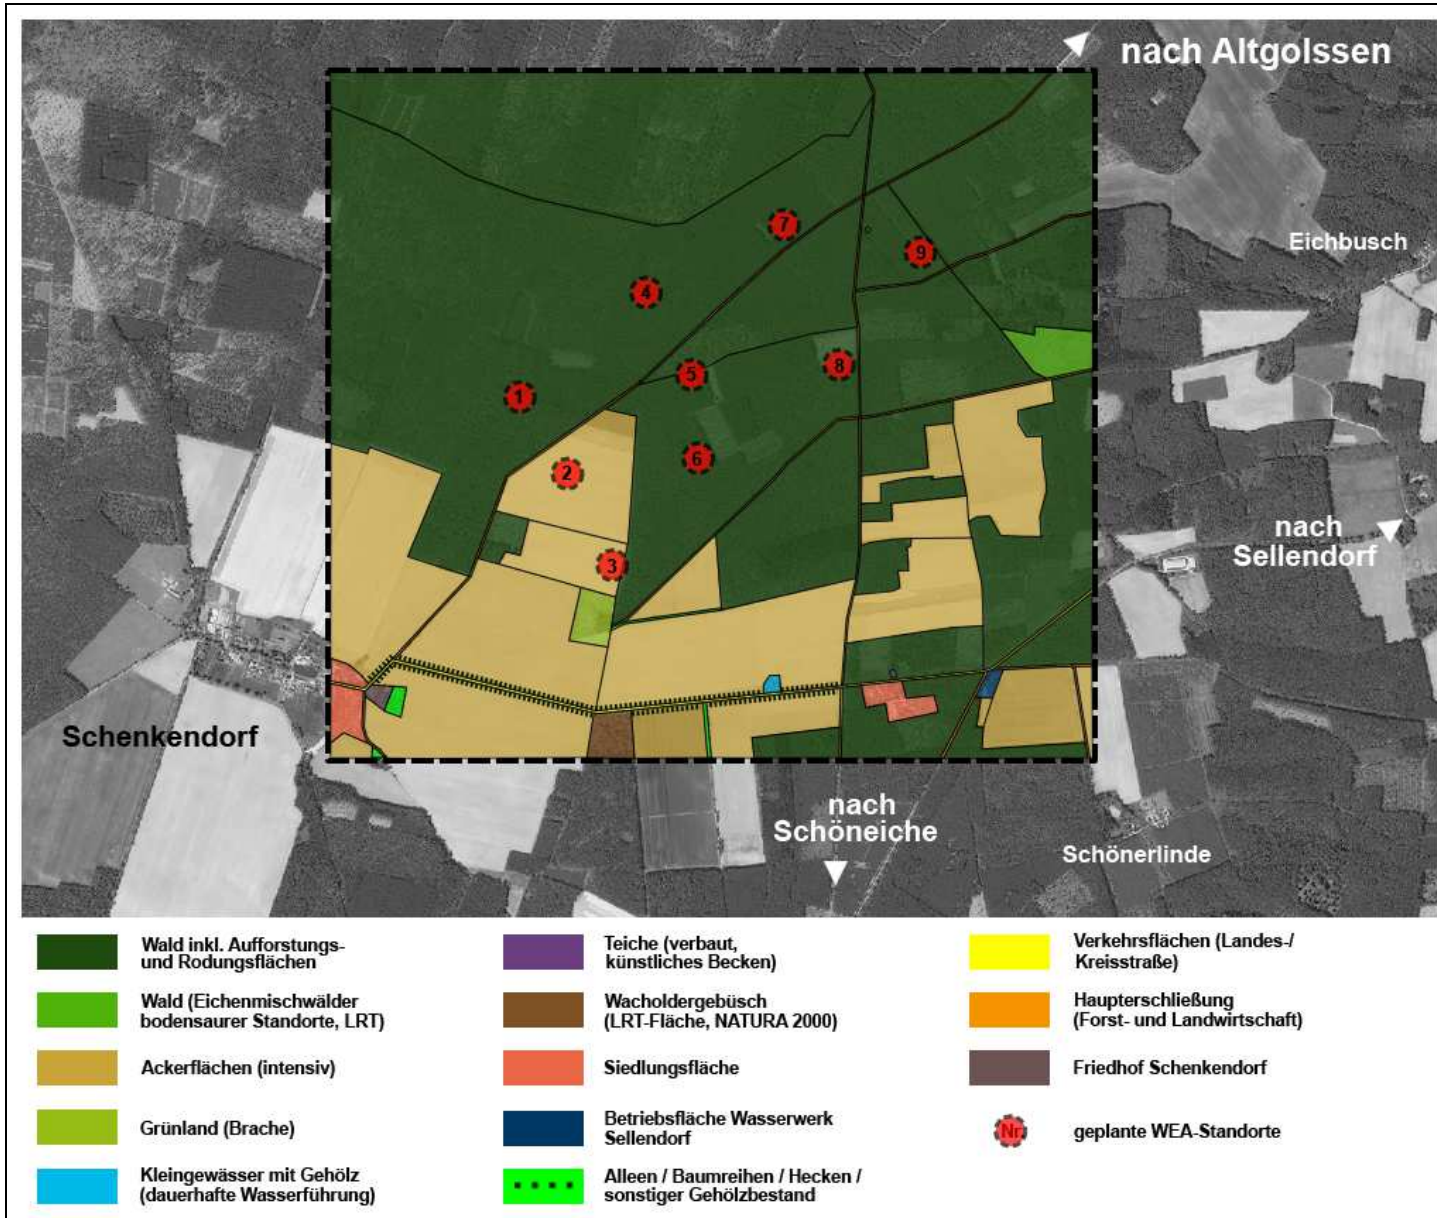 nach Altgolssen
Eichbusch
7
9
4
5
8
1
6
2
3
nach
Sellendorf
Schenkendorf
nach
Schöneiche
Schönerlinde
Wald inkl. Aufforstungs-
und Rodungsflächen
Wald (Eichenmischwälder
bodensaurer Standorte, LRT)
Ackerflächen (intensiv)
Grünland (Brache)
Kleingewässer mit Gehölz
(dauerhafte Wasserführung)
Teiche (verbaut,
künstliches Becken)
Wacholdergebüsch
(LRT-Fläche, NATURA 2000)
Siedlungsfläche
Betriebsfläche Wasserwerk
Sellendorf
Alleen / Baumreihen / Hecken /
sonstiger Gehölzbestand
Verkehrsflächen (Landes-/
Kreisstraße)
Haupterschließung
(Forst- und Landwirtschaft)
Friedhof Schenkendorf
Nr.
geplante WEA-Standorte